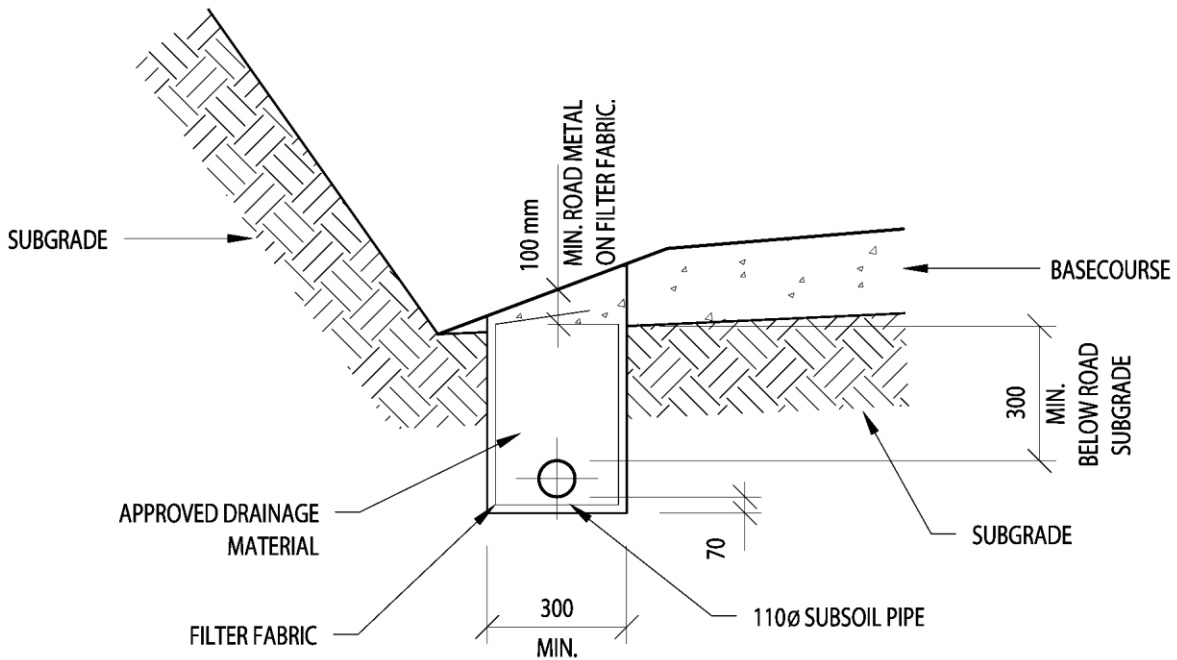 100 mm
MIN. ROAD METAL
ON FILTER FABRIC.
SUBGRADE
BASECOURSE
300
MIN.
BELOW ROAD
SUBGRADE
APPROVED DRAINAGE
MATERIAL
70
SUBGRADE
FILTER FABRIC
300
MIN.
110ø SUBSOIL PIPE